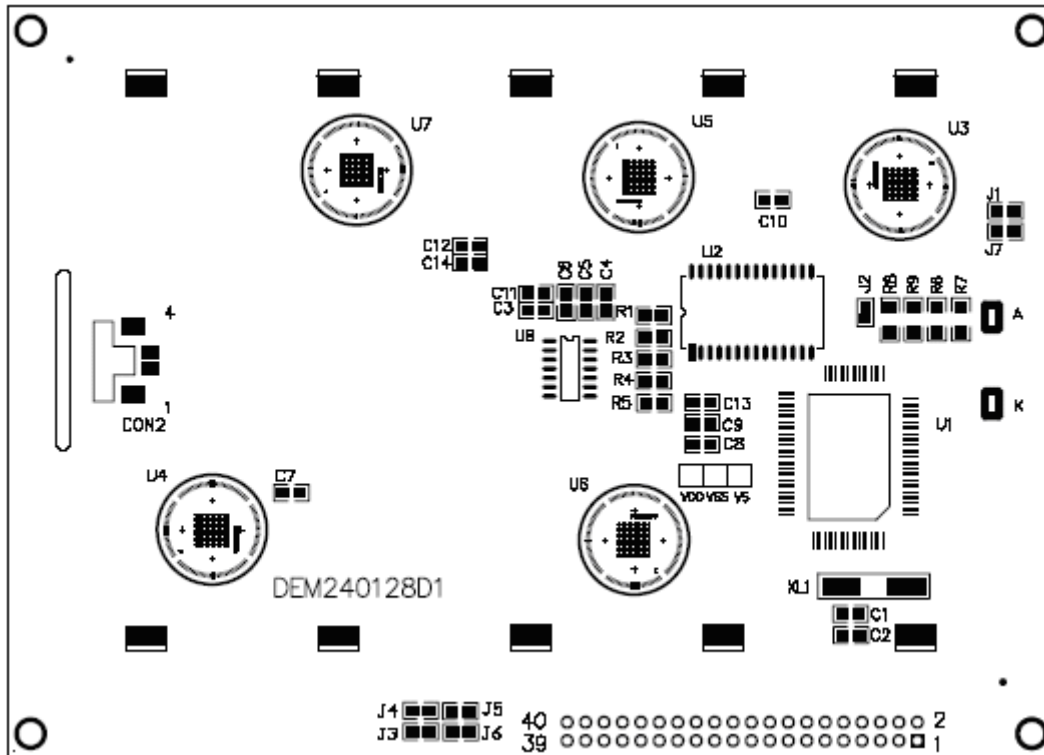 U7
U5
U3
C10
J1
J7
C12
C14
U2
C11
C3
C6
C5
C4
J2
R8
R9
R6
R7
R1
A
4
U8
R2
R3
R4
R5
1
CON2
C13
C9
C8
K
U1
U4
C7
U6
VDD VSS V5
DEM240128D1
XL1
C1
C2
J4
J5
J3
J6
40
2
39
1